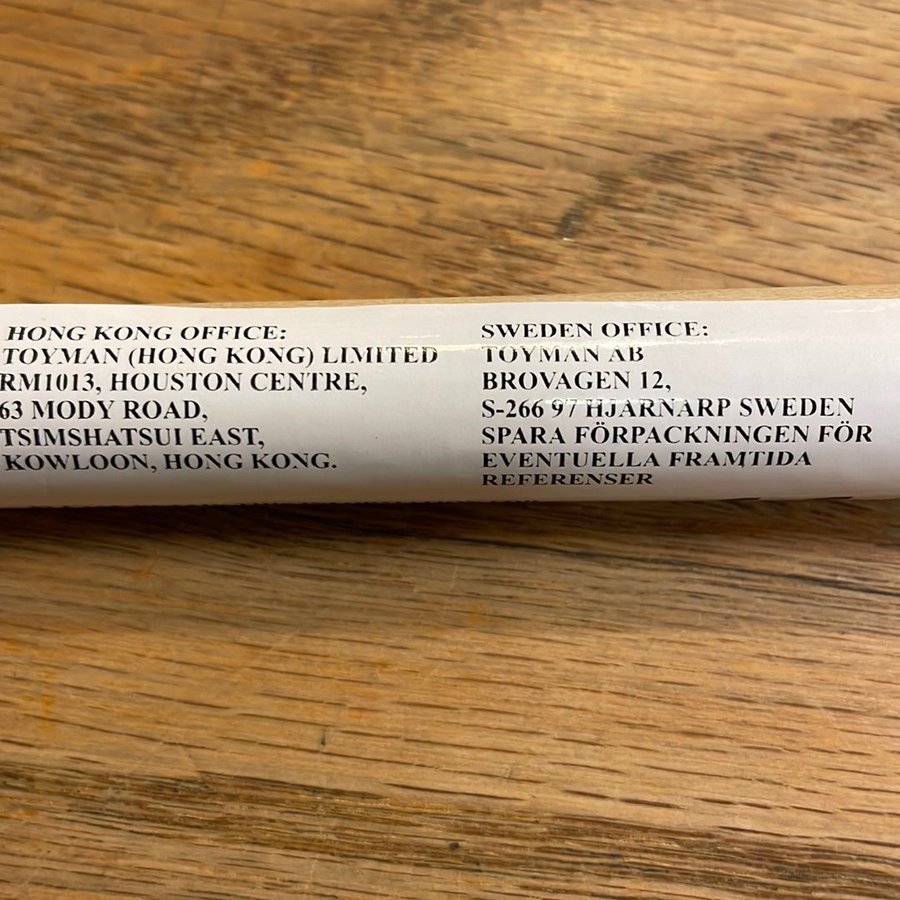 HONG KONG OFFICE:
TOYMAN (HONG KONG) LIMITED
RM1013, HOUSTON CENTRE,
63 MODY ROAD,
TSIMSHATSUI EAST,
KOWLOON, HONG KONG.
SWEDEN OFFICE:
TOYMAN AB
BROVAGEN 12,
S-266 97 HJARNARP SWEDEN
SPARA FÖRPACKNINGEN FÖR
EVENTUELLA FRAMTIDA
REFERENSER